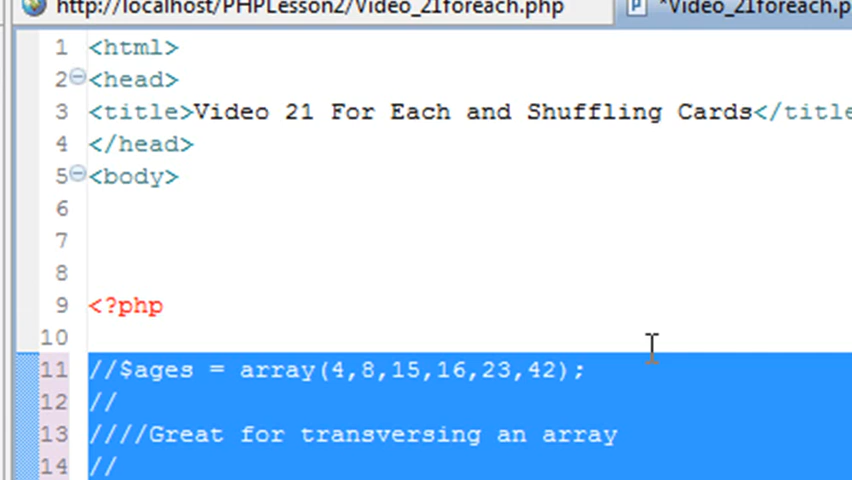 http://localhost/PHPLesson2/Video_21foreach.php
*Video_21foreach.p
1 <html>
2 <head>
3 <title>Video 21 For Each and Shuffling Cards</title
4 </head>
5 <body>
6
7
8
9 <?php
10
11 //$ages = array(4,8,15,16,23,42);
12 //
13 ////Great for transversing an array
14 //